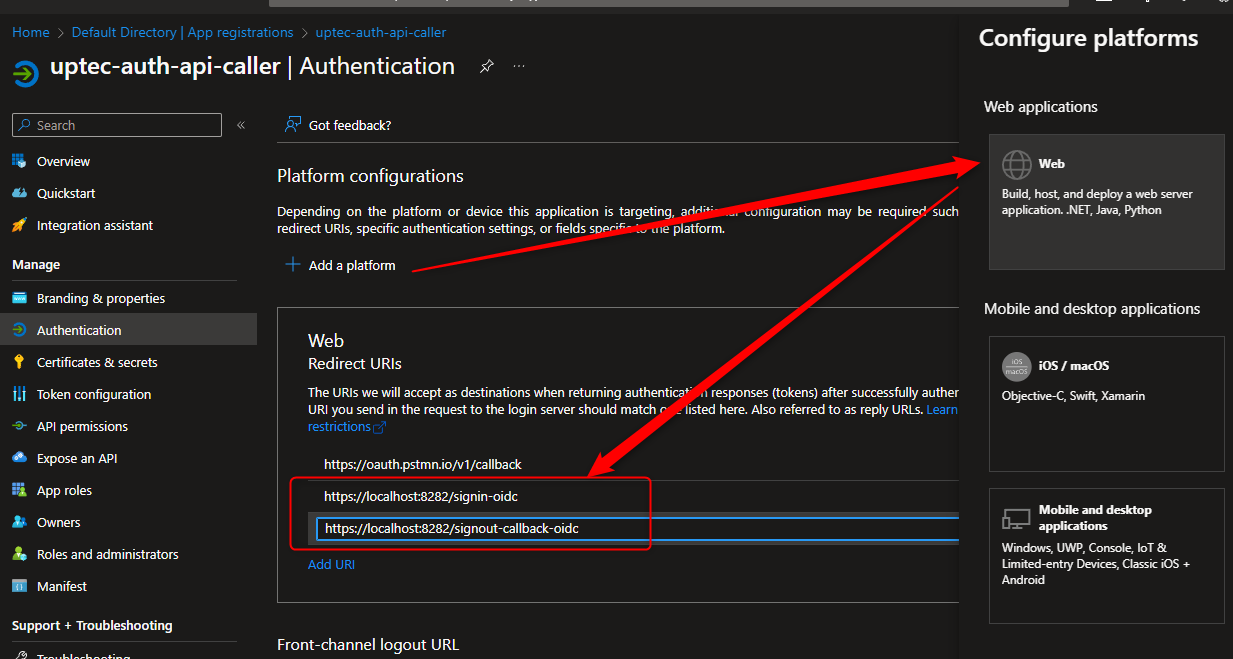 Home > Default Directory | App registrations > uptec-auth-api-caller
uptec-auth-api-caller | Authentication
Search
Overview
Quickstart
Integration assistant
Manage
Branding & properties
Authentication
Certificates & secrets
Token configuration
API permissions
Expose an API
App roles
Owners
Roles and administrators
Manifest
Support + Troubleshooting
Troubleshooting
Got feedback?
Platform configurations
Depending on the platform or device this application is targeting, additional configuration may be required such
redirect URIs, specific authentication settings, or fields specific to the platform.
Add a platform
Web
Redirect URIs
The URIs we will accept as destinations when returning authentication responses (tokens) after successfully auther
URI you send in the request to the login server should match one listed here. Also referred to as reply URLs. Learn
restrictions
https://oauth.pstmn.io/v1/callback
https://localhost:8282/signin-oidc
https://localhost:8282/signout-callback-oidc
Add URI
Front-channel logout URL
Configure platforms
Web applications
Web
Build, host, and deploy a web server
application. .NET, Java, Python
Mobile and desktop applications
iOS
macOS
iOS / macOS
Objective-C, Swift, Xamarin
Mobile and desktop
applications
Windows, UWP, Console, IoT &
Limited-entry Devices, Classic iOS +
Android